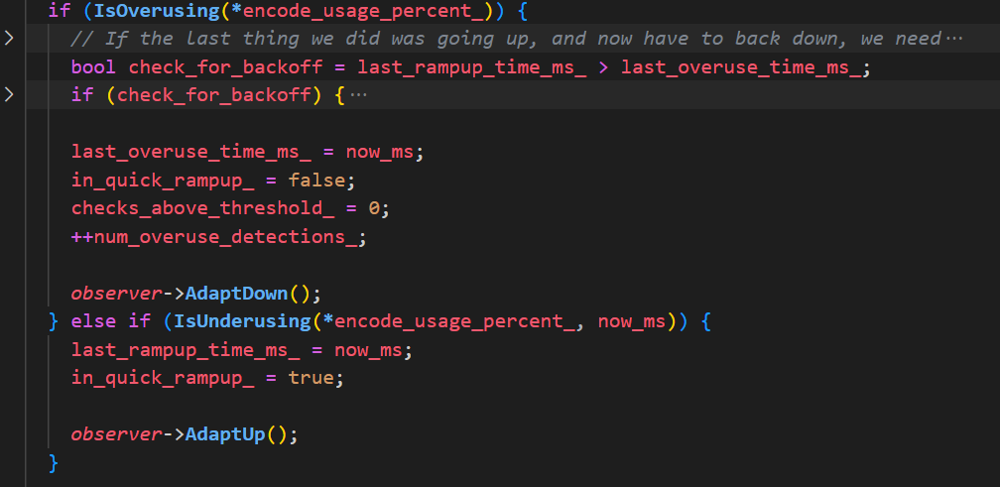 if (IsOverusing(*encode_usage_percent_)) {
// If the last thing we did was going up, and now have to back down, we need ···
bool check_for_backoff = last_rampup_time_ms_ > last_overuse_time_ms_;
if (check_for_backoff) { ···
last_overuse_time_ms_ = now_ms;
in_quick_rampup_ = false;
checks_above_threshold_ = 0;
++num_overuse_detections_;
observer->AdaptDown();
} else if (IsUnderusing(*encode_usage_percent_, now_ms)) {
last_rampup_time_ms_ = now_ms;
in_quick_rampup_ = true;
observer->AdaptUp();
}